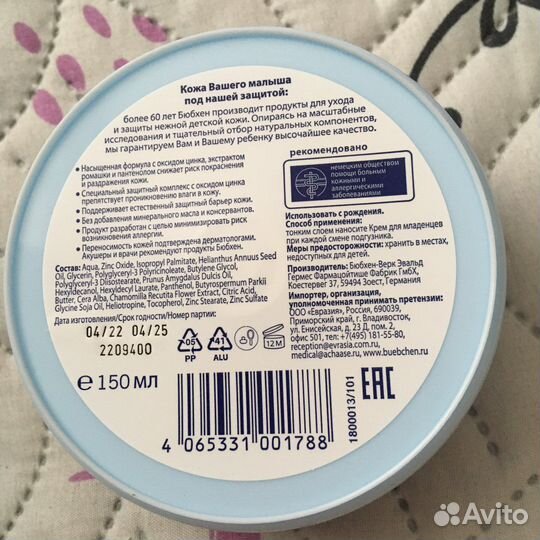 Кожа Вашего малыша
под нашей защитой:
более 60 лет Бюбхен производит продукты для ухода
и защиты нежной детской кожи. Опираясь на масштабные
исследования и тщательный отбор натуральных компонентов,
мы гарантируем Вам и Вашему ребенку высочайшее качество.
• Насыщенная формула с оксидом цинка, экстрактом
ромашки и пантенолом снижает риск покраснения
и раздражения кожи.
• Специальный защитный комплекс с оксидом цинка
препятствует проникновению влаги в кожу.
• Поддерживает естественный защитный барьер кожи.
• Без добавления минерального масла и консервантов.
• Продукт разработан с целью минимизировать риск
возникновения аллергии.
• Переносимость кожей подтверждена дерматологами.
Акушеры и врачи рекомендуют продукты Бюбхен.
Состав: Aqua, Zinc Oxide, Isopropyl Palmitate, Helianthus Annuus Seed
Oil, Glycerin, Polyglyceryl-3 Polyricinoleate, Butylene Glycol,
Polyglyceryl-3 Diisostearate, Prunus Amygdalus Dulcis Oil,
Hexyldecanol, Hexyldecyl Laurate, Panthenol, Butyrospermum Parkii
Butter, Cera Alba, Chamomilla Recutita Flower Extract, Citric Acid,
Glycine Soja Oil, Heliotropine, Tocopherol, Zinc Stearate, Zinc Sulfate
Дата изготовления/Срок годности/Номер партии:
04/22 04/25
2209400
05
PP
41
ALU
12M
e 150 мл
рекомендовано
немецким обществом
помощи больным
кожными и
аллергическими
заболеваниями
Использовать с рождения.
Способ применения:
тонким слоем наносите Крем для младенцев
при каждой смене подгузника.
Меры предосторожности: хранить в местах,
недоступных для детей.
Производитель: Бюбхен-Верк Эвальд
Гермес Фармацойтише Фабрик ГмбХ,
Коестервег 37, 59494 Зоест, Германия
Импортер, организация,
уполномоченная принимать претензии:
ООО «Евразия», Россия, 690039,
Приморский край, г. Владивосток,
ул. Енисейская, д. 23 Д, пом. 2,
офис 501, тел: +7(495) 181-55-80,
reception@evrasia.com.ru,
medical@achaase.ru
www.buebchen.ru
EAC
1800013/101
4 065331 001788
Avito